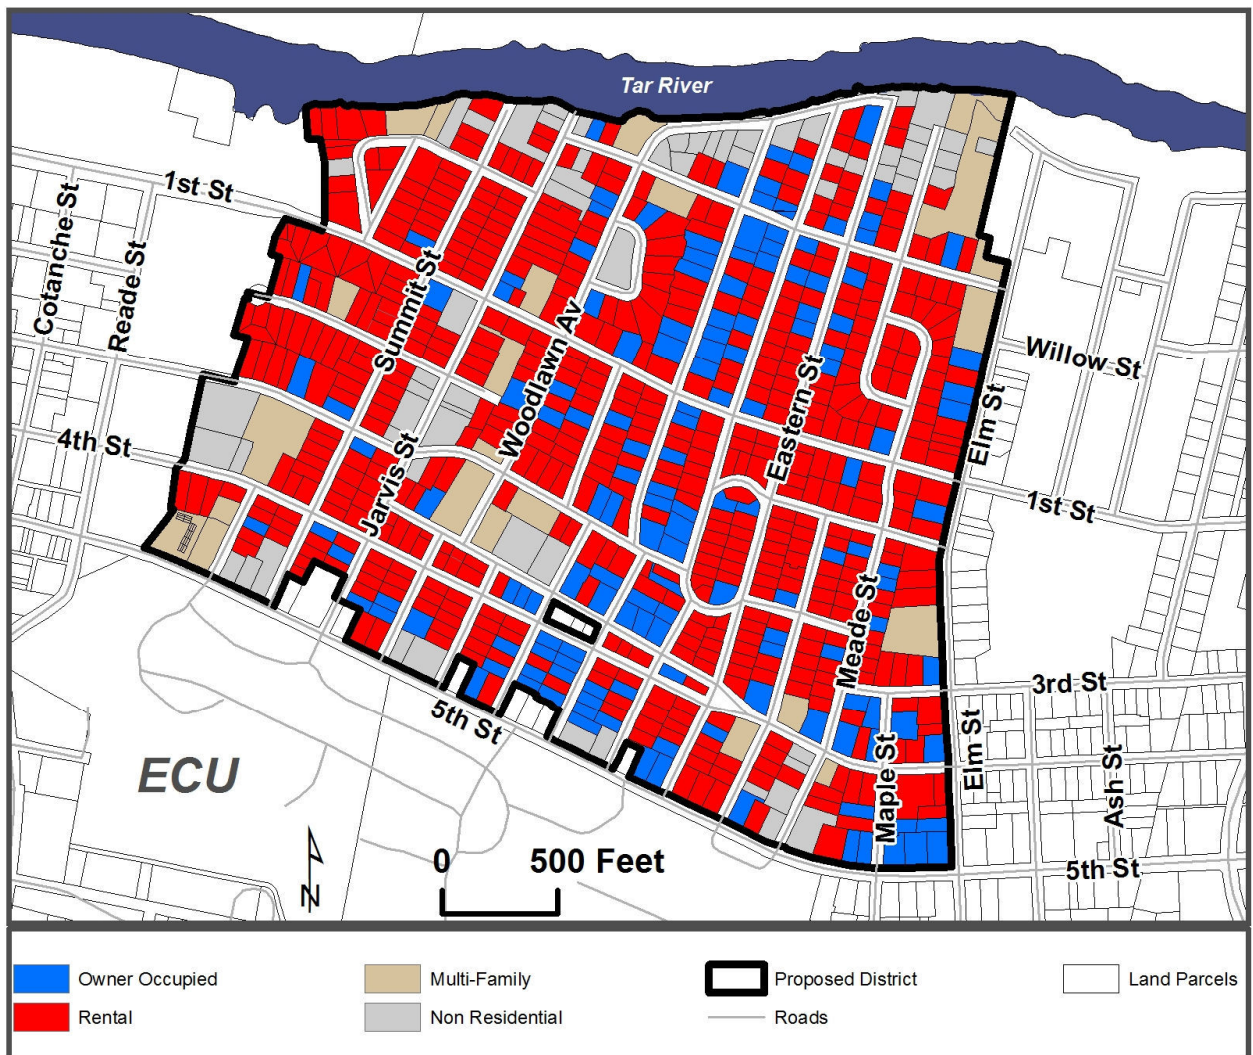 Tar River
1st St
Cotanche St
Reade St
Summit St
Woodlawn Av
Willow St
Eastern St
Elm St
4th St
Jarvis St
1st St
Meade St
3rd St
5th St
Elm St
Maple St
Ash St
ECU
0 500 Feet
5th St
N
Owner Occupied
Multi-Family
Proposed District
Land Parcels
Rental
Non Residential
Roads